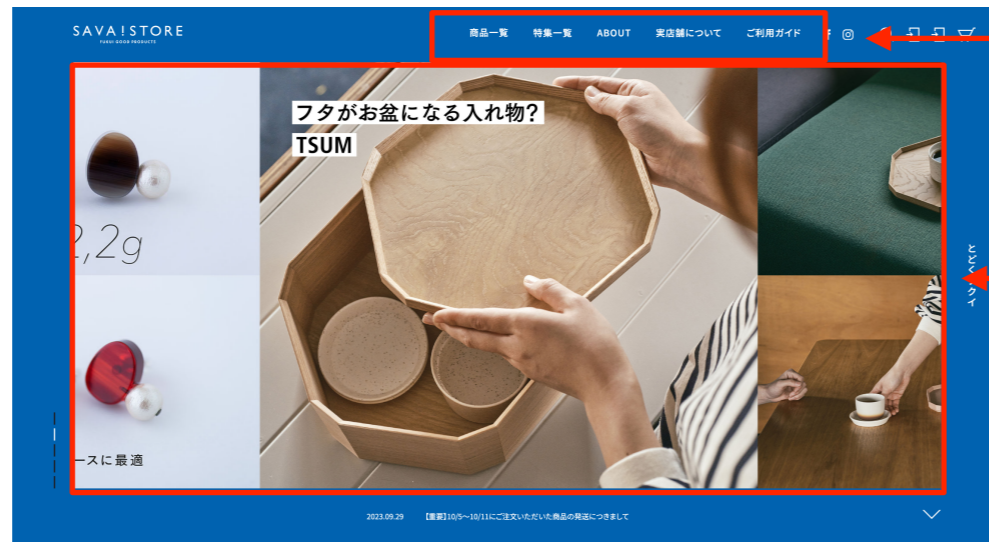 SAVA!STORE
FUKUI GOOD PRODUCTS
商品一覧 特集一覧 ABOUT 実店舗について ご利用ガイド
フタがお盆になる入れ物?
TSUM
2,2g
ースに最適
2023.09.29 【重要】10/5〜10/11にご注文いただいた商品の発送につきまして